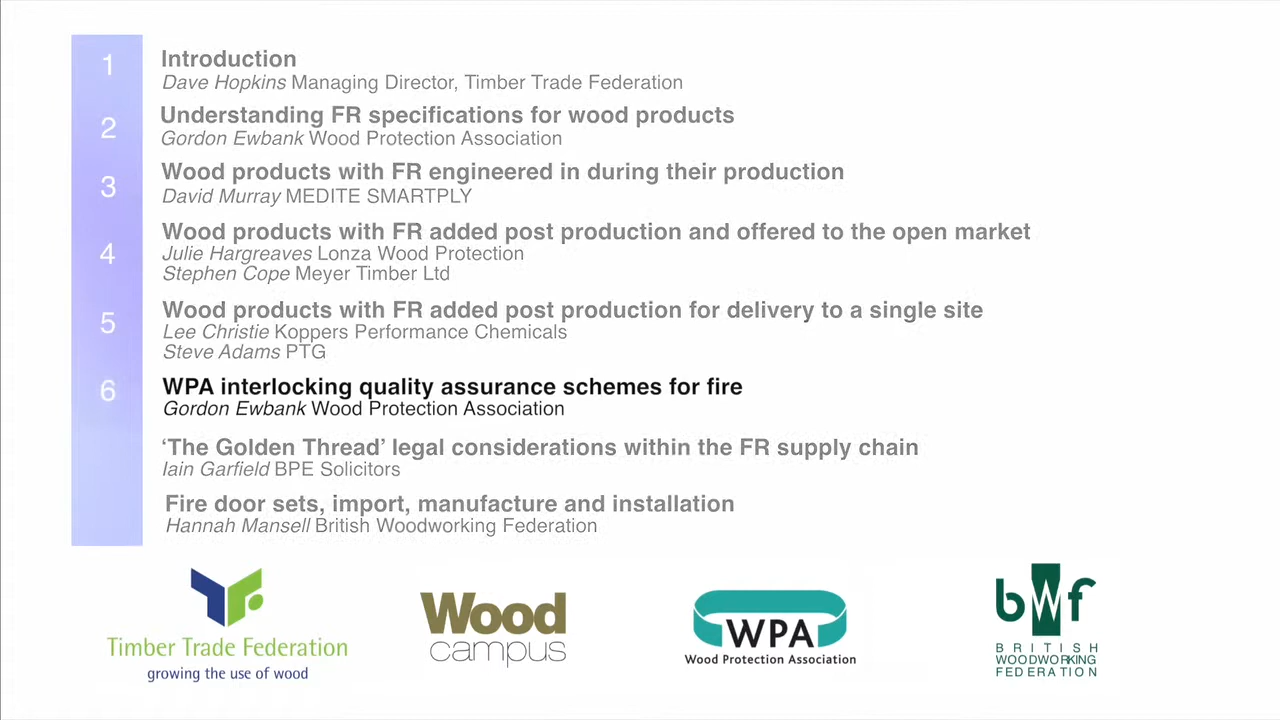 1
Introduction
Dave Hopkins Managing Director, Timber Trade Federation
2
Understanding FR specifications for wood products
Gordon Ewbank Wood Protection Association
3
Wood products with FR engineered in during their production
David Murray MEDITE SMARTPLY
4
Wood products with FR added post production and offered to the open market
Julie Hargreaves Lonza Wood Protection
Stephen Cope Meyer Timber Ltd
5
Wood products with FR added post production for delivery to a single site
Lee Christie Koppers Performance Chemicals
Steve Adams PTG
6
WPA interlocking quality assurance schemes for fire
Gordon Ewbank Wood Protection Association
‘The Golden Thread’ legal considerations within the FR supply chain
Iain Garfield BPE Solicitors
Fire door sets, import, manufacture and installation
Hannah Mansell British Woodworking Federation
Timber Trade Federation
growing the use of wood
Wood
campus
WPA
Wood Protection Association
bwf
BRITISH
WOODWORKING
FEDERATION